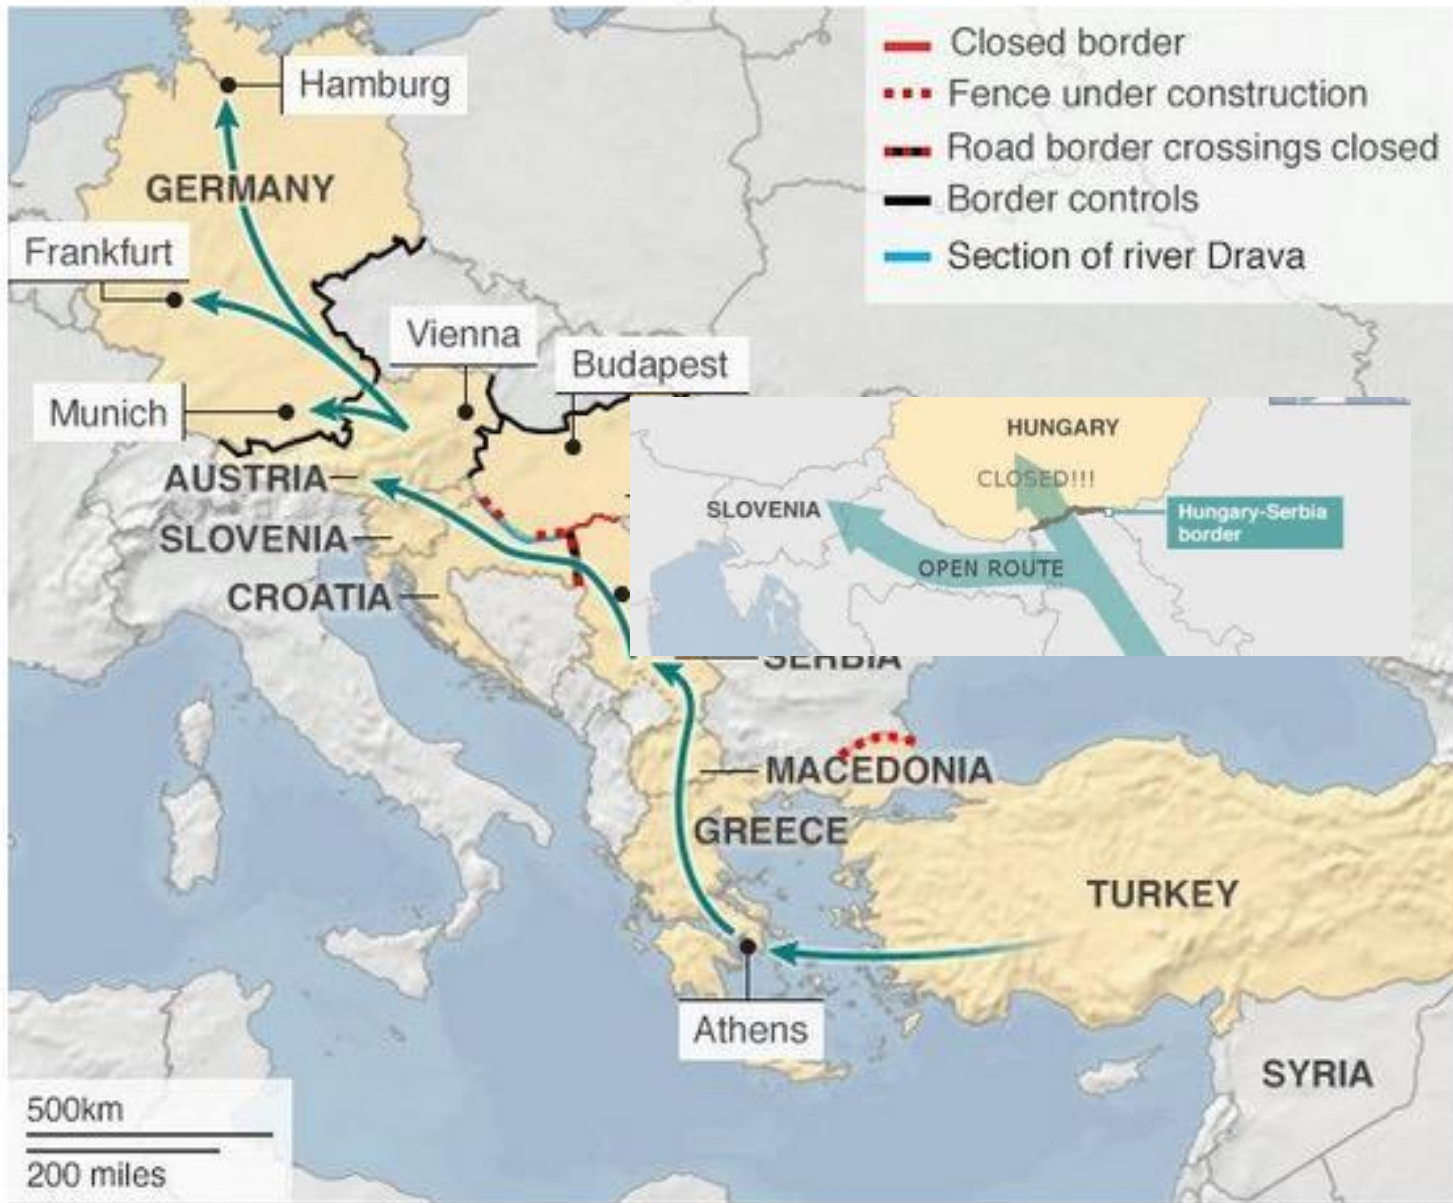 Closed border
Fence under construction
Road border crossings closed
Border controls
Section of river Drava
Hamburg
GERMANY
Frankfurt
Vienna
Budapest
Munich
AUSTRIA
SLOVENIA
CROATIA
HUNGARY
CLOSED!!!
SLOVENIA
Hungary-Serbia
border
OPEN ROUTE
SERBIA
MACEDONIA
GREECE
TURKEY
Athens
SYRIA
500km
200 miles